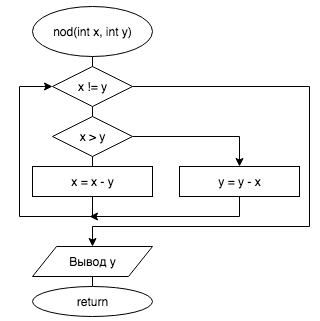 nod(int x, int y)
x != y
x > y
x = x - y
y = y - x
Вывод y
return